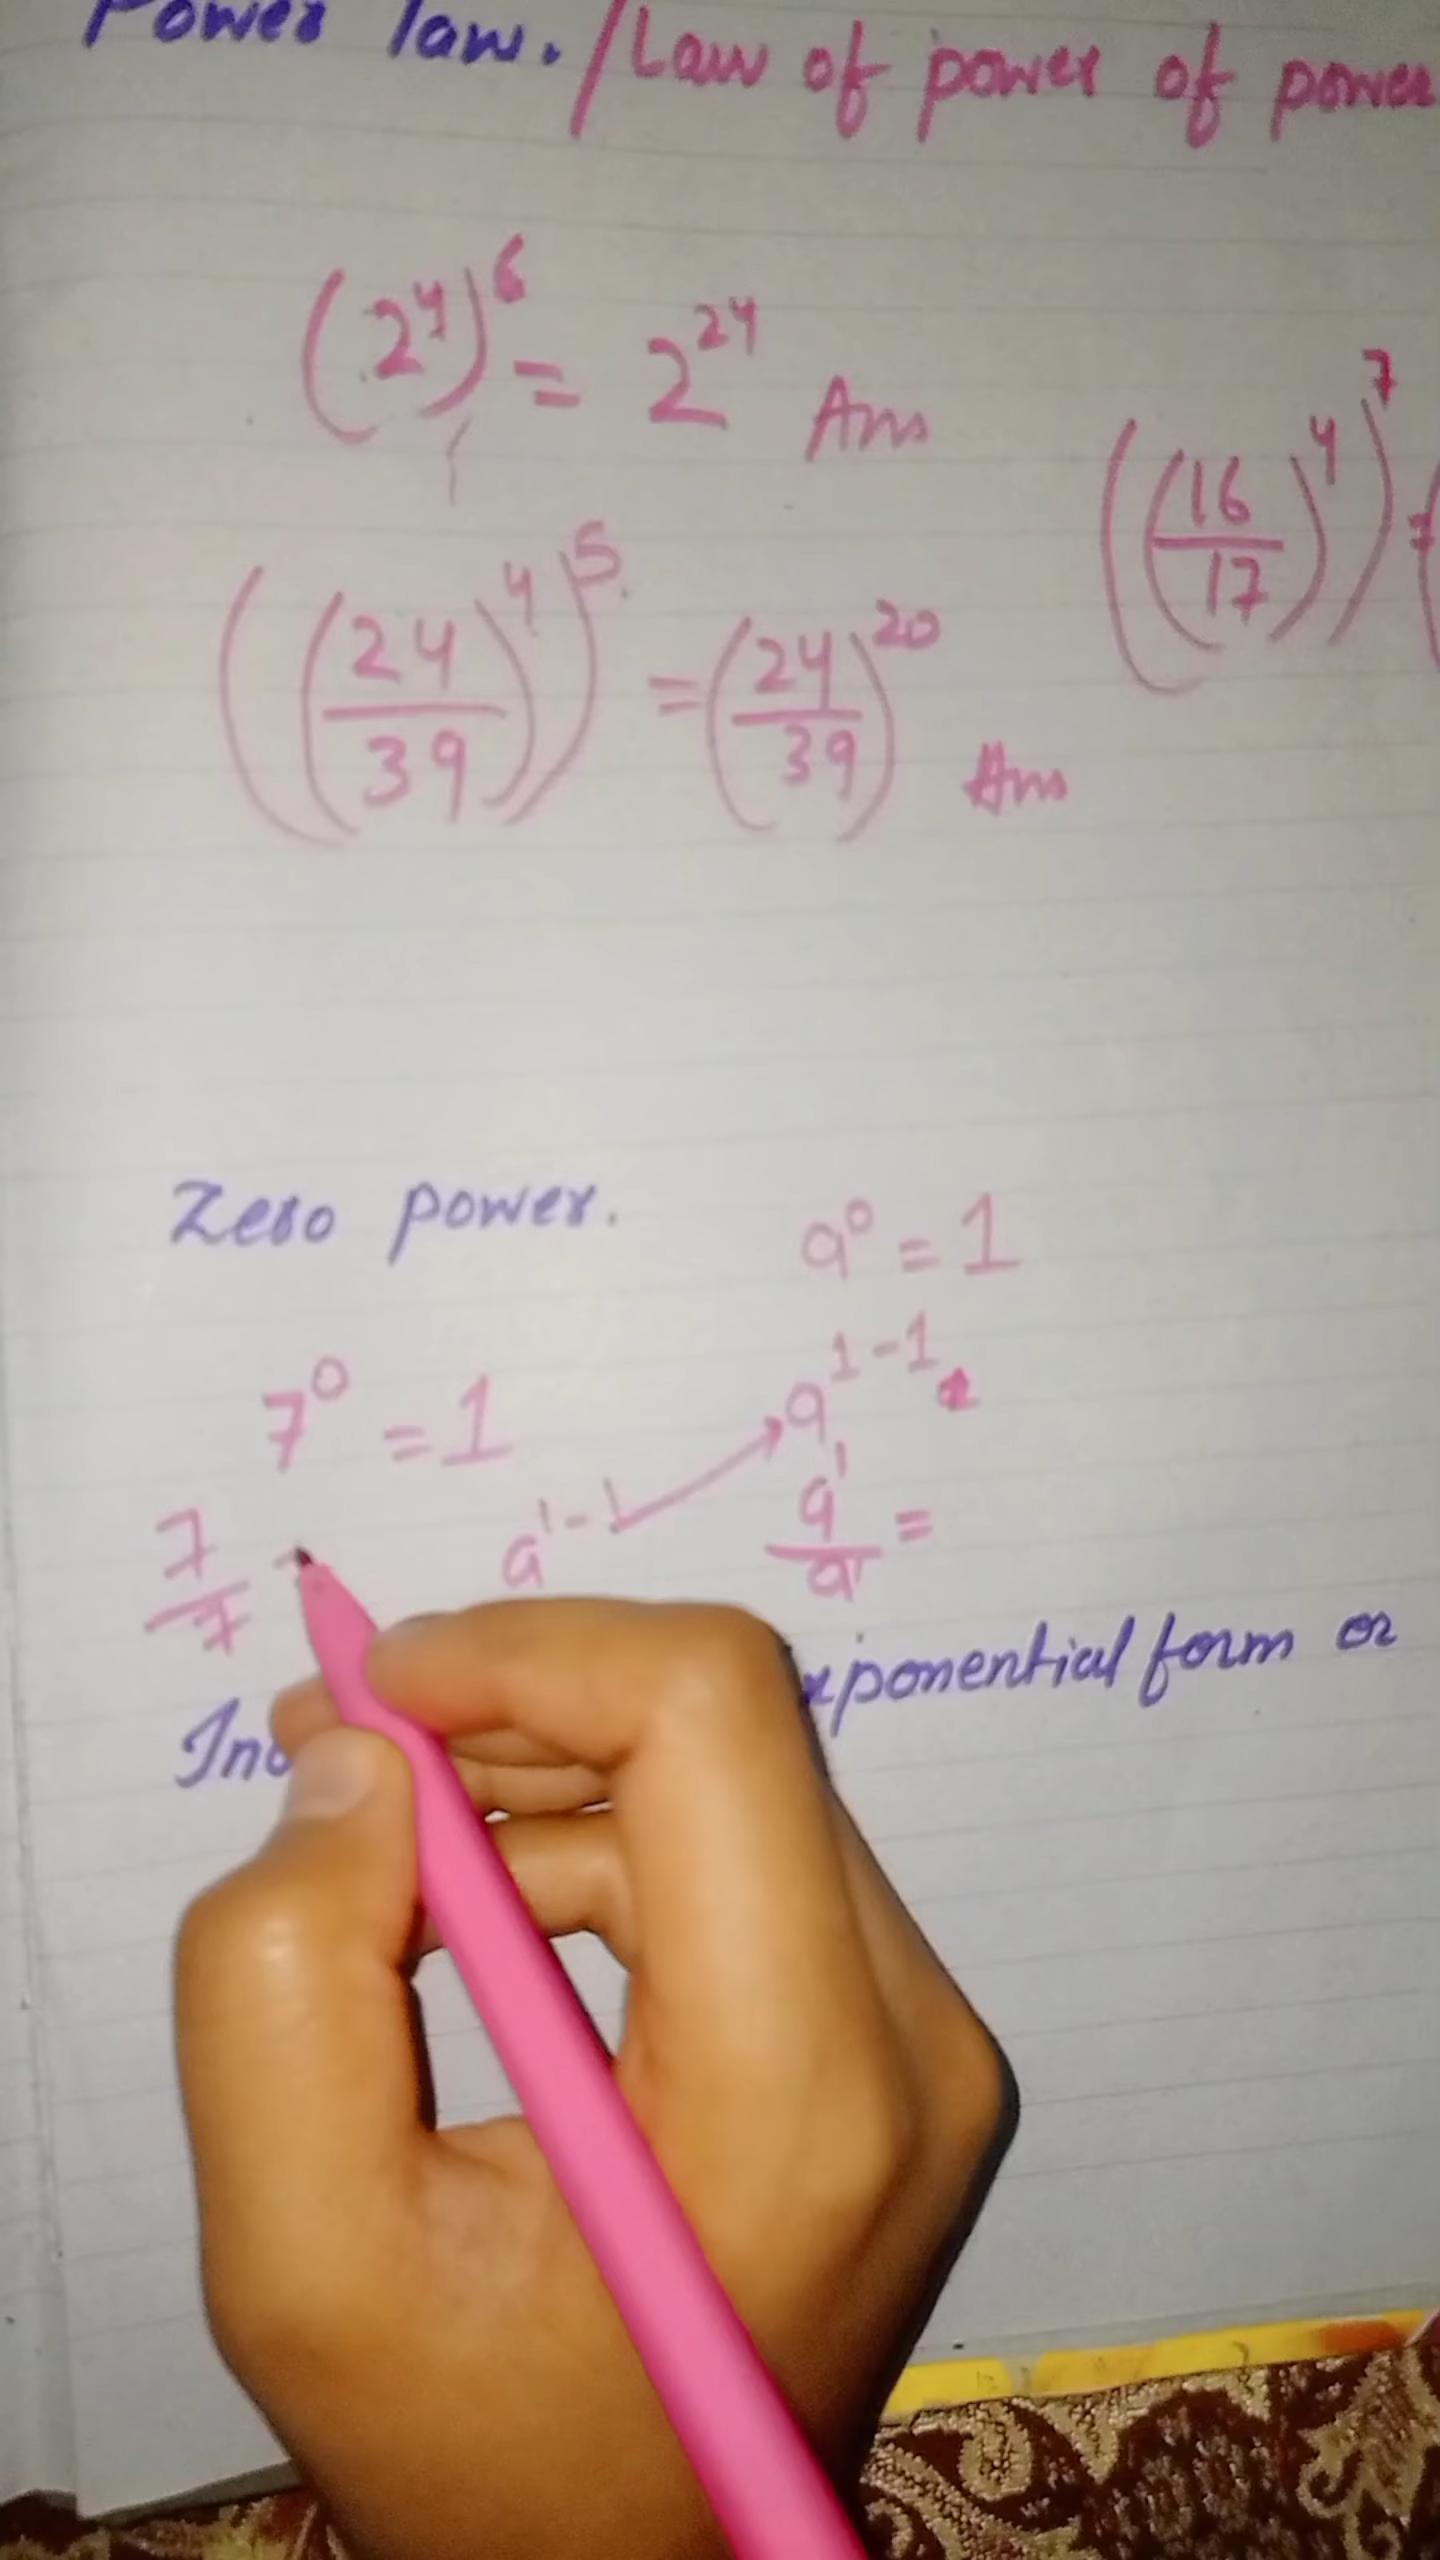 Power law. / Law of power of power
(2⁴)⁶ = 2²⁴ Ans
((16/17)⁴)⁷ = (
((24/39)⁴)⁵ = (24/39)²⁰ Ans
Zero power. a⁰ = 1
7⁰ = 1 a¹⁻¹
7/7 a¹⁻¹ a¹/a¹ =
xponential form or